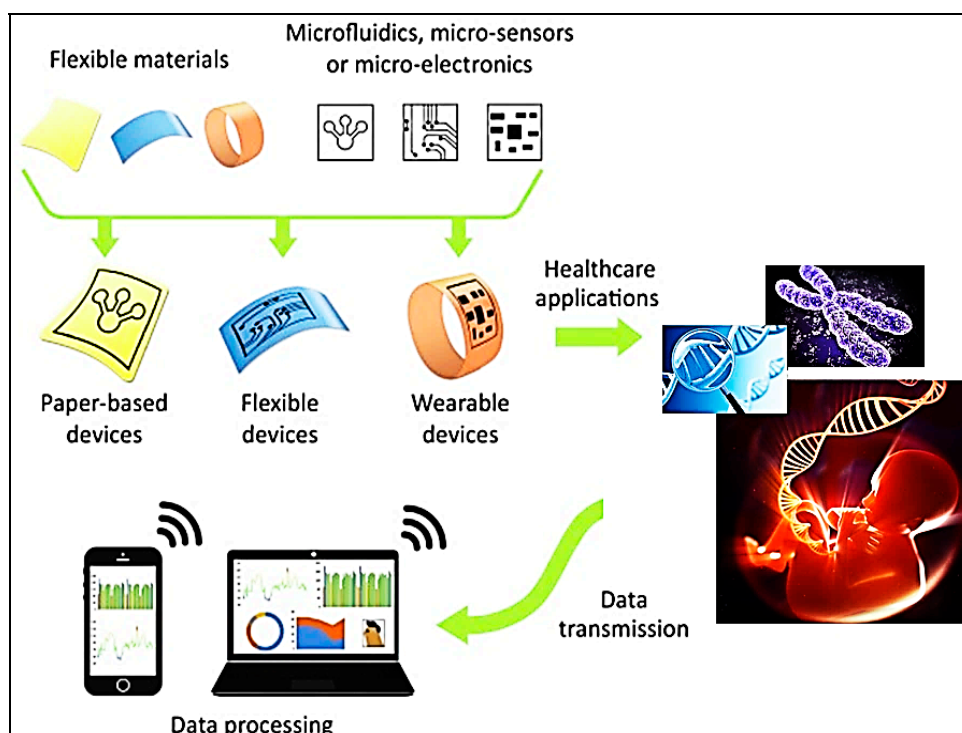 Flexible materials
Microfluidics, micro-sensors
or micro-electronics
Healthcare
applications
Paper-based
devices
Flexible
devices
Wearable
devices
Data
transmission
Data processing